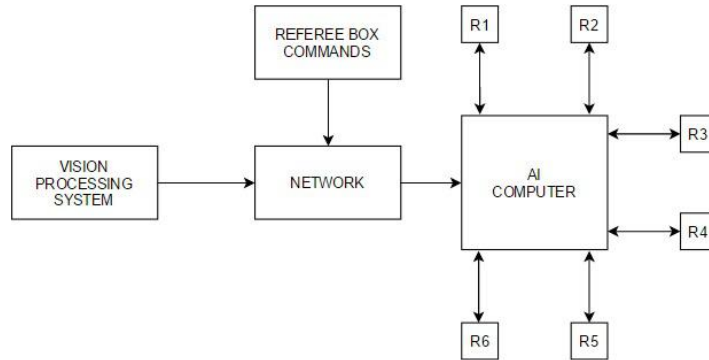 REFEREE BOX
COMMANDS
R1
R2
R3
VISION
PROCESSING
SYSTEM
NETWORK
AI
COMPUTER
R4
R6
R5